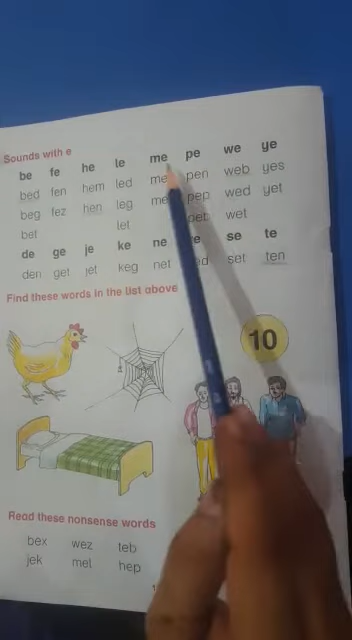 Sounds with e
be fe he le me pe we ye
bed fen hem led pen web yes
beg fez hen leg pep wed yet
bet let pet wet
de ge je ke ne se te
den get jet keg net set ten
Find these words in the list above
10
Read these nonsense words
bex wez teb
jek mel hep